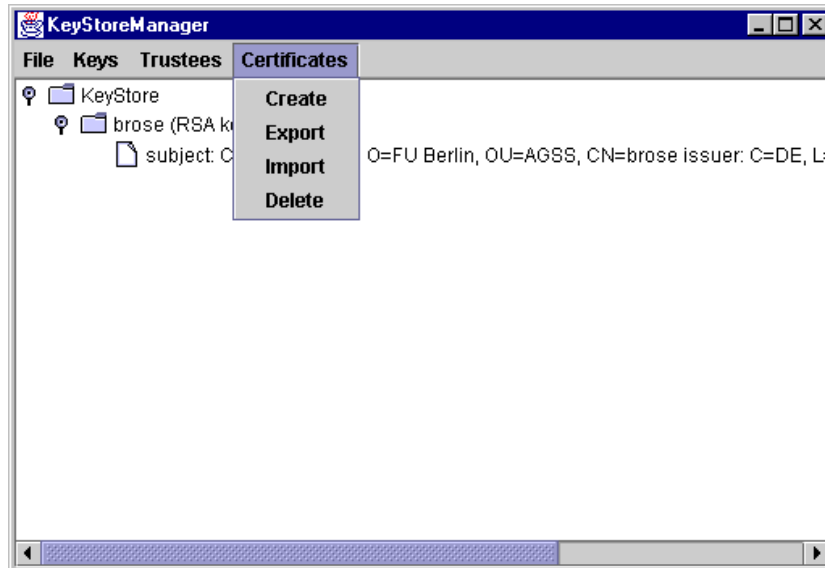 KeyStoreManager
File Keys Trustees Certificates
Create
Export
Import
Delete
KeyStore
brose (RSA k
subject: C O=FU Berlin, OU=AGSS, CN=brose issuer: C=DE, L